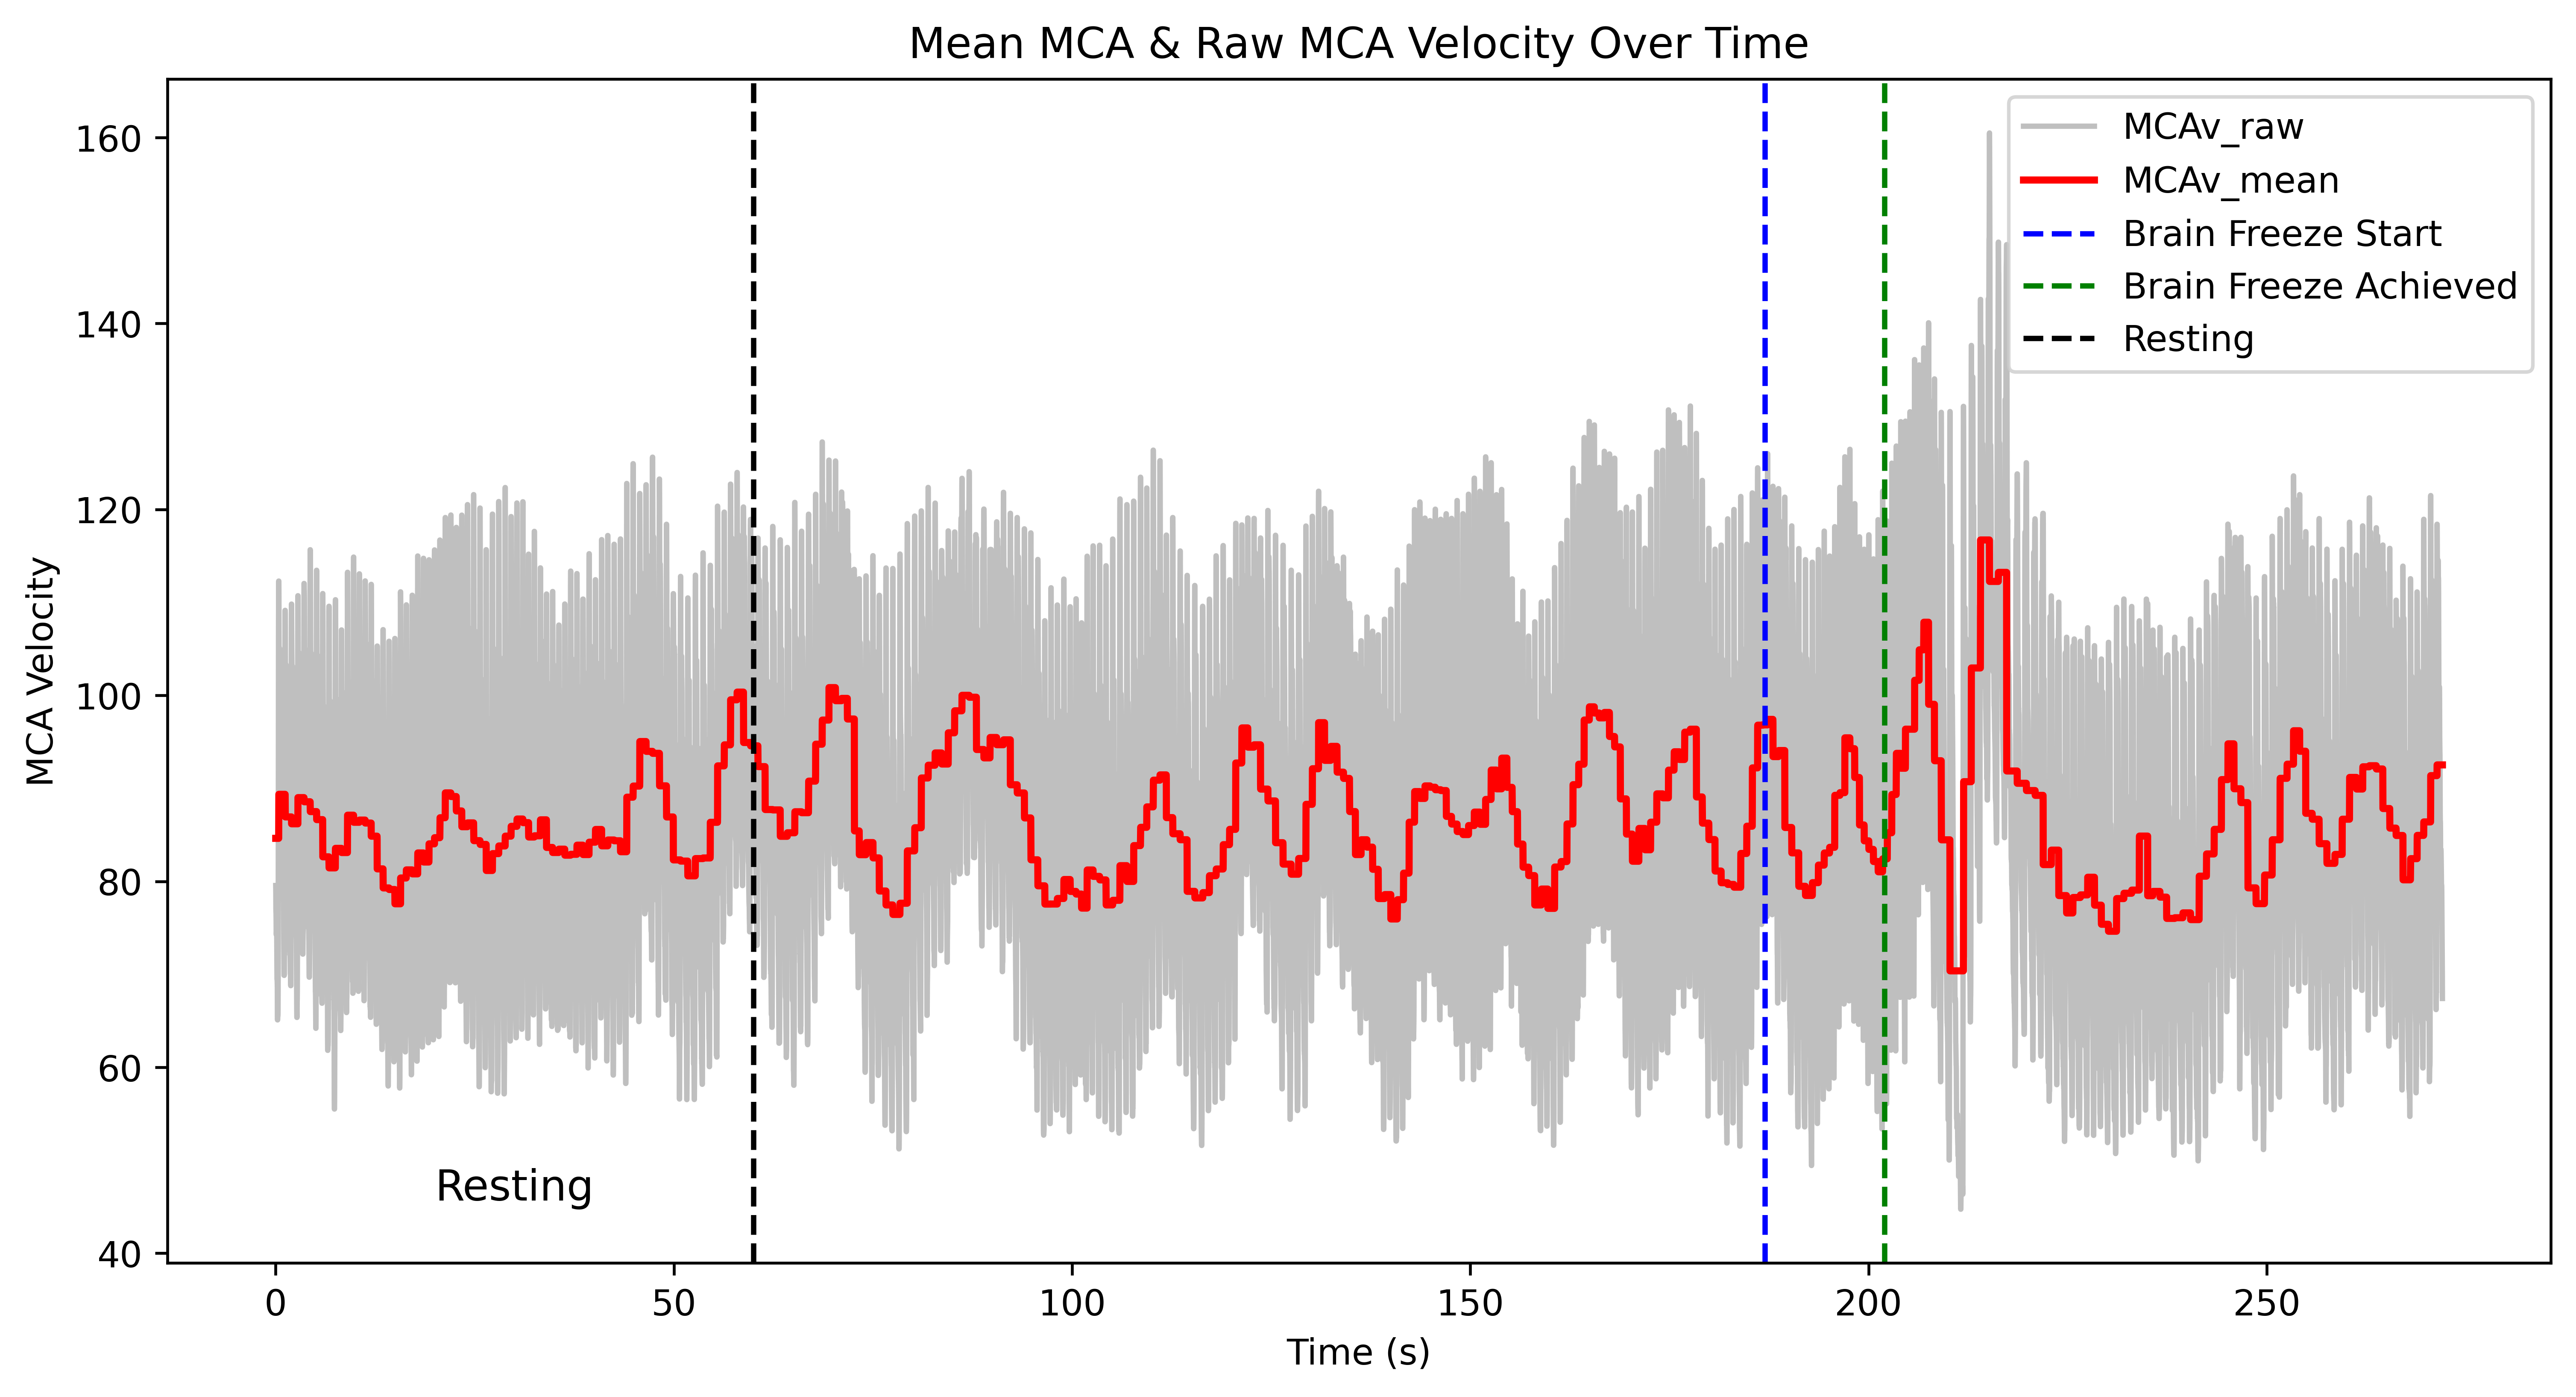 Mean MCA & Raw MCA Velocity Over Time
MCAv_raw
MCAv_mean
Brain Freeze Start
Brain Freeze Achieved
Resting
160
140
120
100
80
60
40
MCA Velocity
Resting
0 50 100 150 200 250
Time (s)